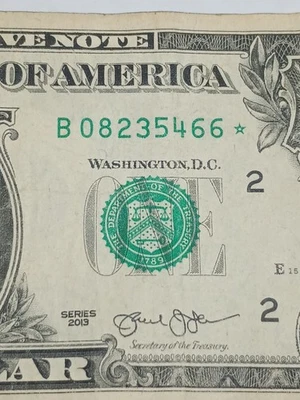 VE NOTE
OF AMERICA
B 08235466 ★
WASHINGTON, D.C.
ONE
2
THE DEPARTMENT OF THE TREASURY
1789
E
SERIES
2013
2
Secretary of the Treasury.
LAR